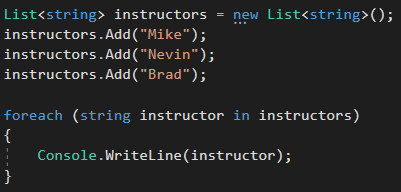 List<string> instructors = new List<string>();
instructors.Add("Mike");
instructors.Add("Nevin");
instructors.Add("Brad");

foreach (string instructor in instructors)
{
    Console.WriteLine(instructor);
}